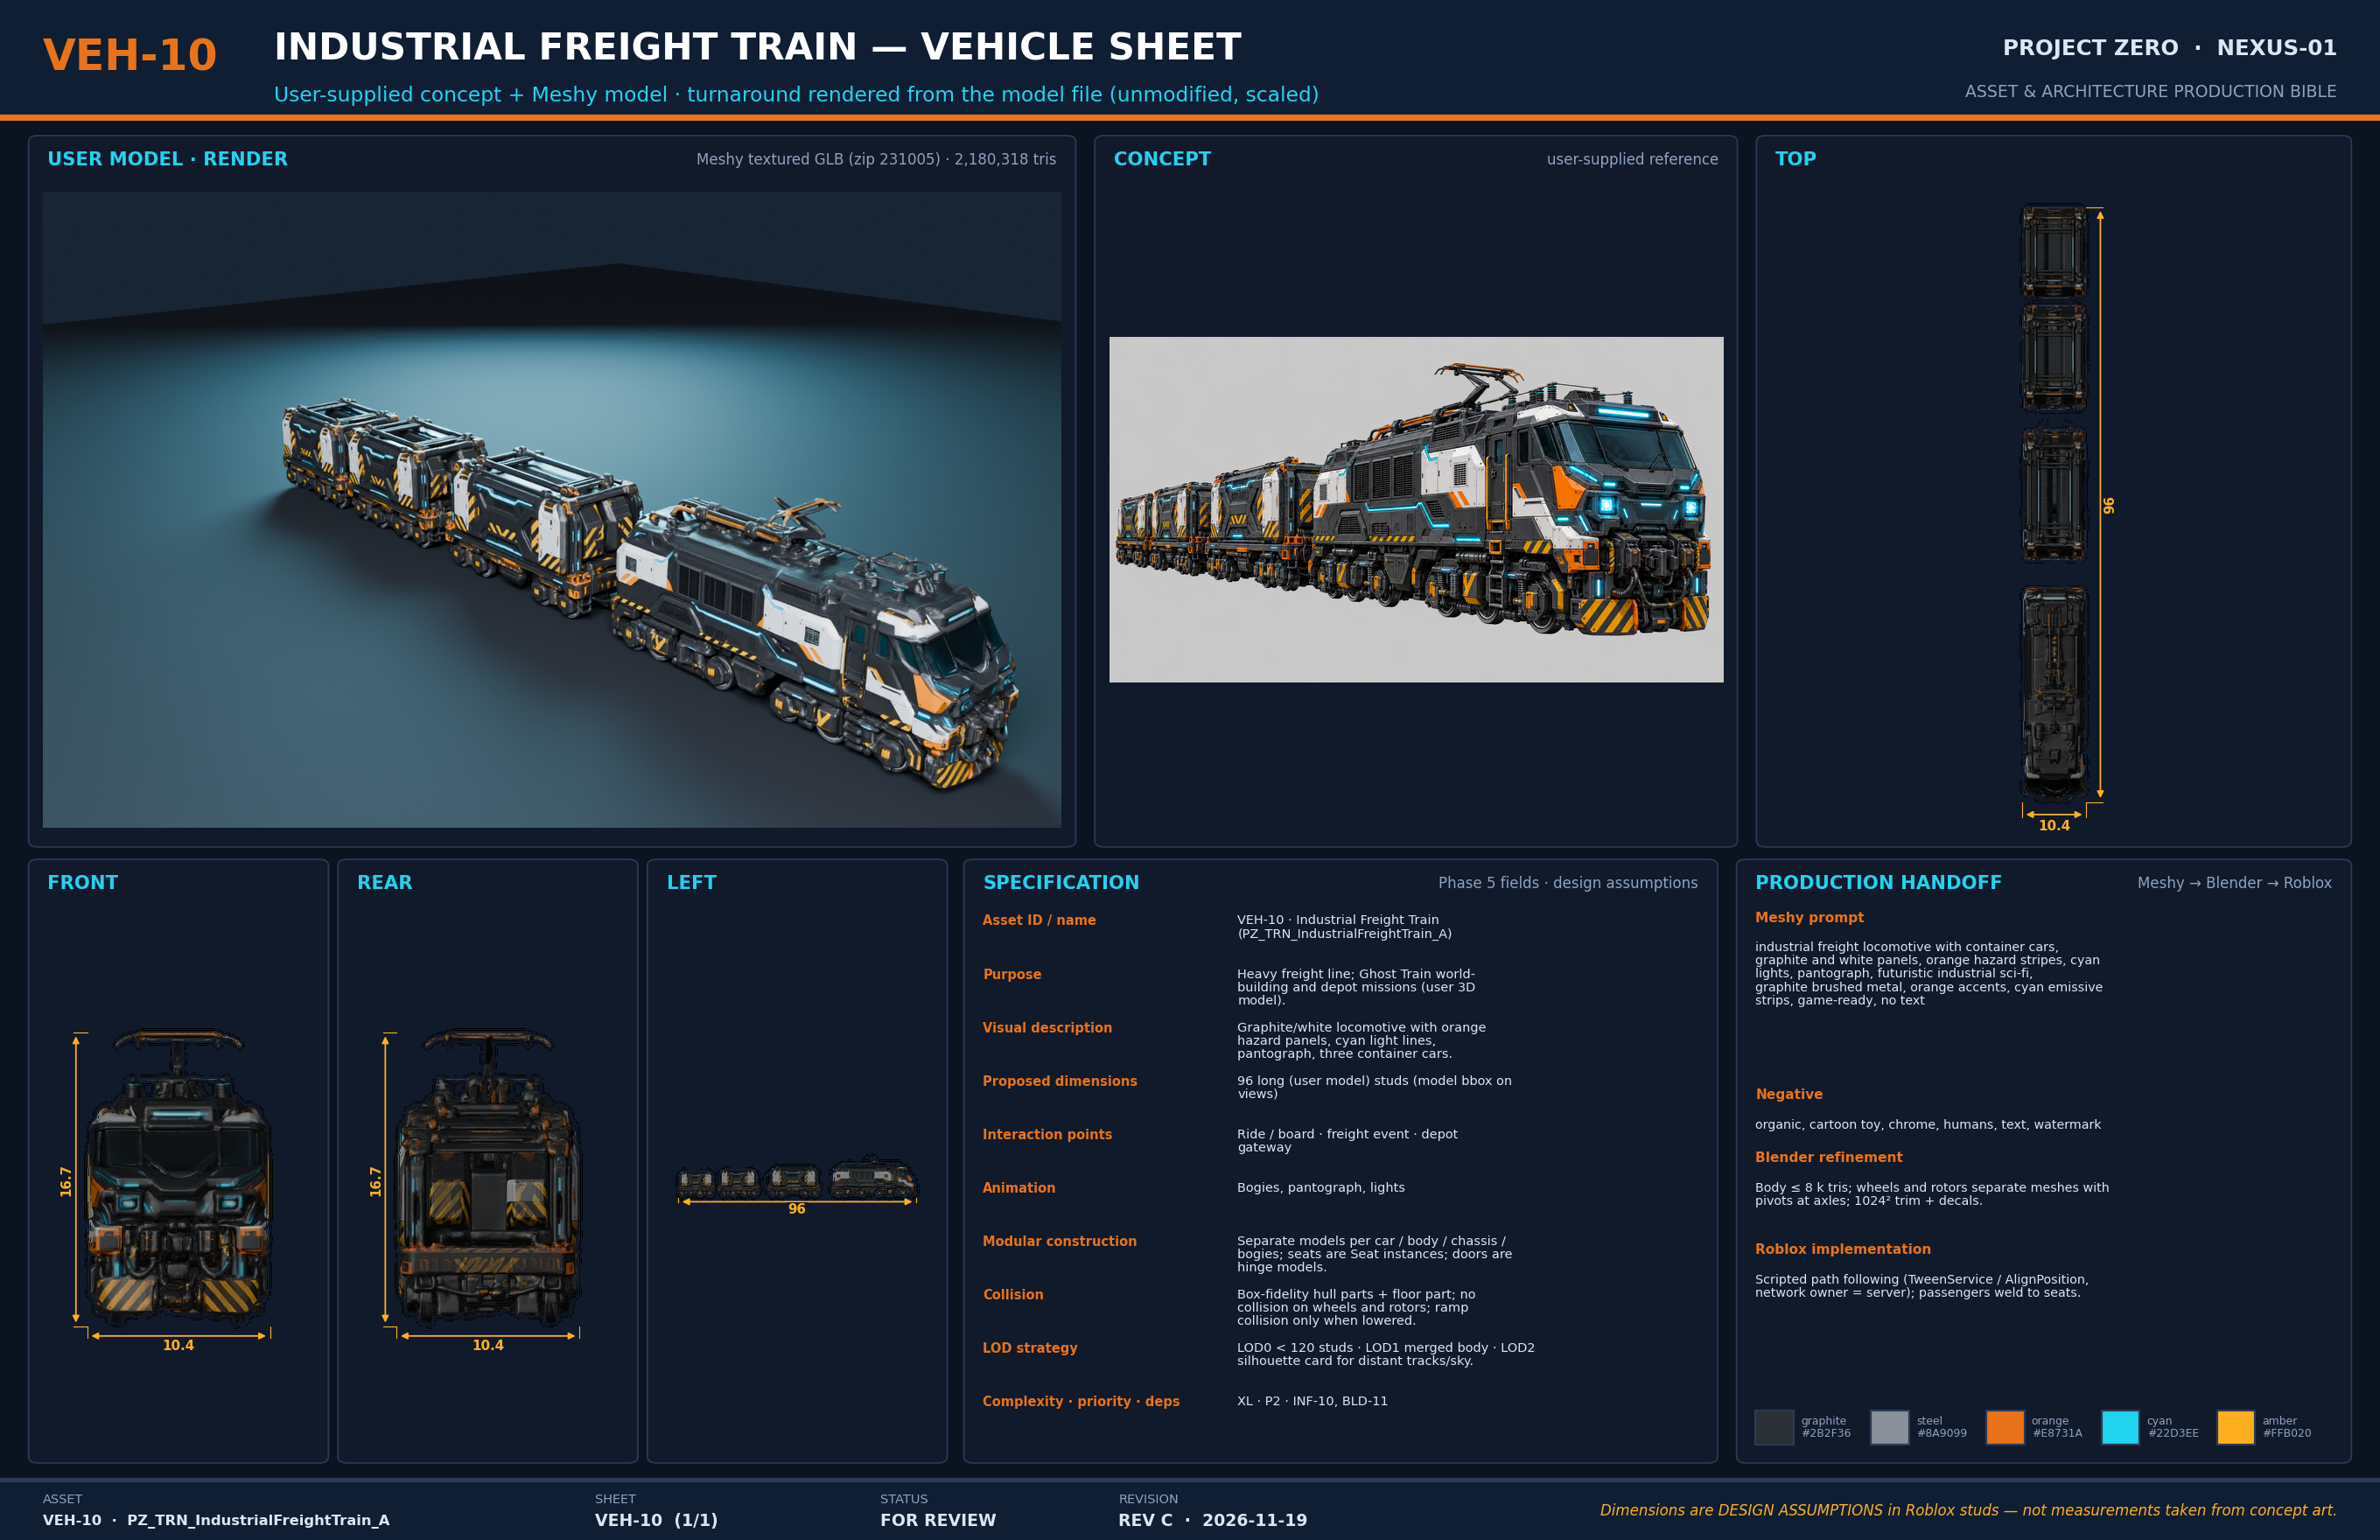 VEH-10
INDUSTRIAL FREIGHT TRAIN — VEHICLE SHEET
User-supplied concept + Meshy model · turnaround rendered from the model file (unmodified, scaled)
PROJECT ZERO · NEXUS-01
ASSET & ARCHITECTURE PRODUCTION BIBLE
USER MODEL · RENDER
Meshy textured GLB (zip 231005) · 2,180,318 tris
CONCEPT
user-supplied reference
TOP
96
10.4
FRONT
16.7
10.4
REAR
16.7
10.4
LEFT
96
SPECIFICATION
Phase 5 fields · design assumptions
Asset ID / name
VEH-10 · Industrial Freight Train
(PZ_TRN_IndustrialFreightTrain_A)
Purpose
Heavy freight line; Ghost Train world-
building and depot missions (user 3D
model).
Visual description
Graphite/white locomotive with orange
hazard panels, cyan light lines,
pantograph, three container cars.
Proposed dimensions
96 long (user model) studs (model bbox on
views)
Interaction points
Ride / board · freight event · depot
gateway
Animation
Bogies, pantograph, lights
Modular construction
Separate models per car / body / chassis /
bogies; seats are Seat instances; doors are
hinge models.
Collision
Box-fidelity hull parts + floor part; no
collision on wheels and rotors; ramp
collision only when lowered.
LOD strategy
LOD0 < 120 studs · LOD1 merged body · LOD2
silhouette card for distant tracks/sky.
Complexity · priority · deps
XL · P2 · INF-10, BLD-11
PRODUCTION HANDOFF
Meshy → Blender → Roblox
Meshy prompt
industrial freight locomotive with container cars,
graphite and white panels, orange hazard stripes, cyan
lights, pantograph, futuristic industrial sci-fi,
graphite brushed metal, orange accents, cyan emissive
strips, game-ready, no text
Negative
organic, cartoon toy, chrome, humans, text, watermark
Blender refinement
Body ≤ 8 k tris; wheels and rotors separate meshes with
pivots at axles; 1024² trim + decals.
Roblox implementation
Scripted path following (TweenService / AlignPosition,
network owner = server); passengers weld to seats.
graphite
#2B2F36
steel
#8A9099
orange
#E8731A
cyan
#22D3EE
amber
#FFB020
ASSET
VEH-10 · PZ_TRN_IndustrialFreightTrain_A
SHEET
VEH-10 (1/1)
STATUS
FOR REVIEW
REVISION
REV C · 2026-11-19
Dimensions are DESIGN ASSUMPTIONS in Roblox studs — not measurements taken from concept art.